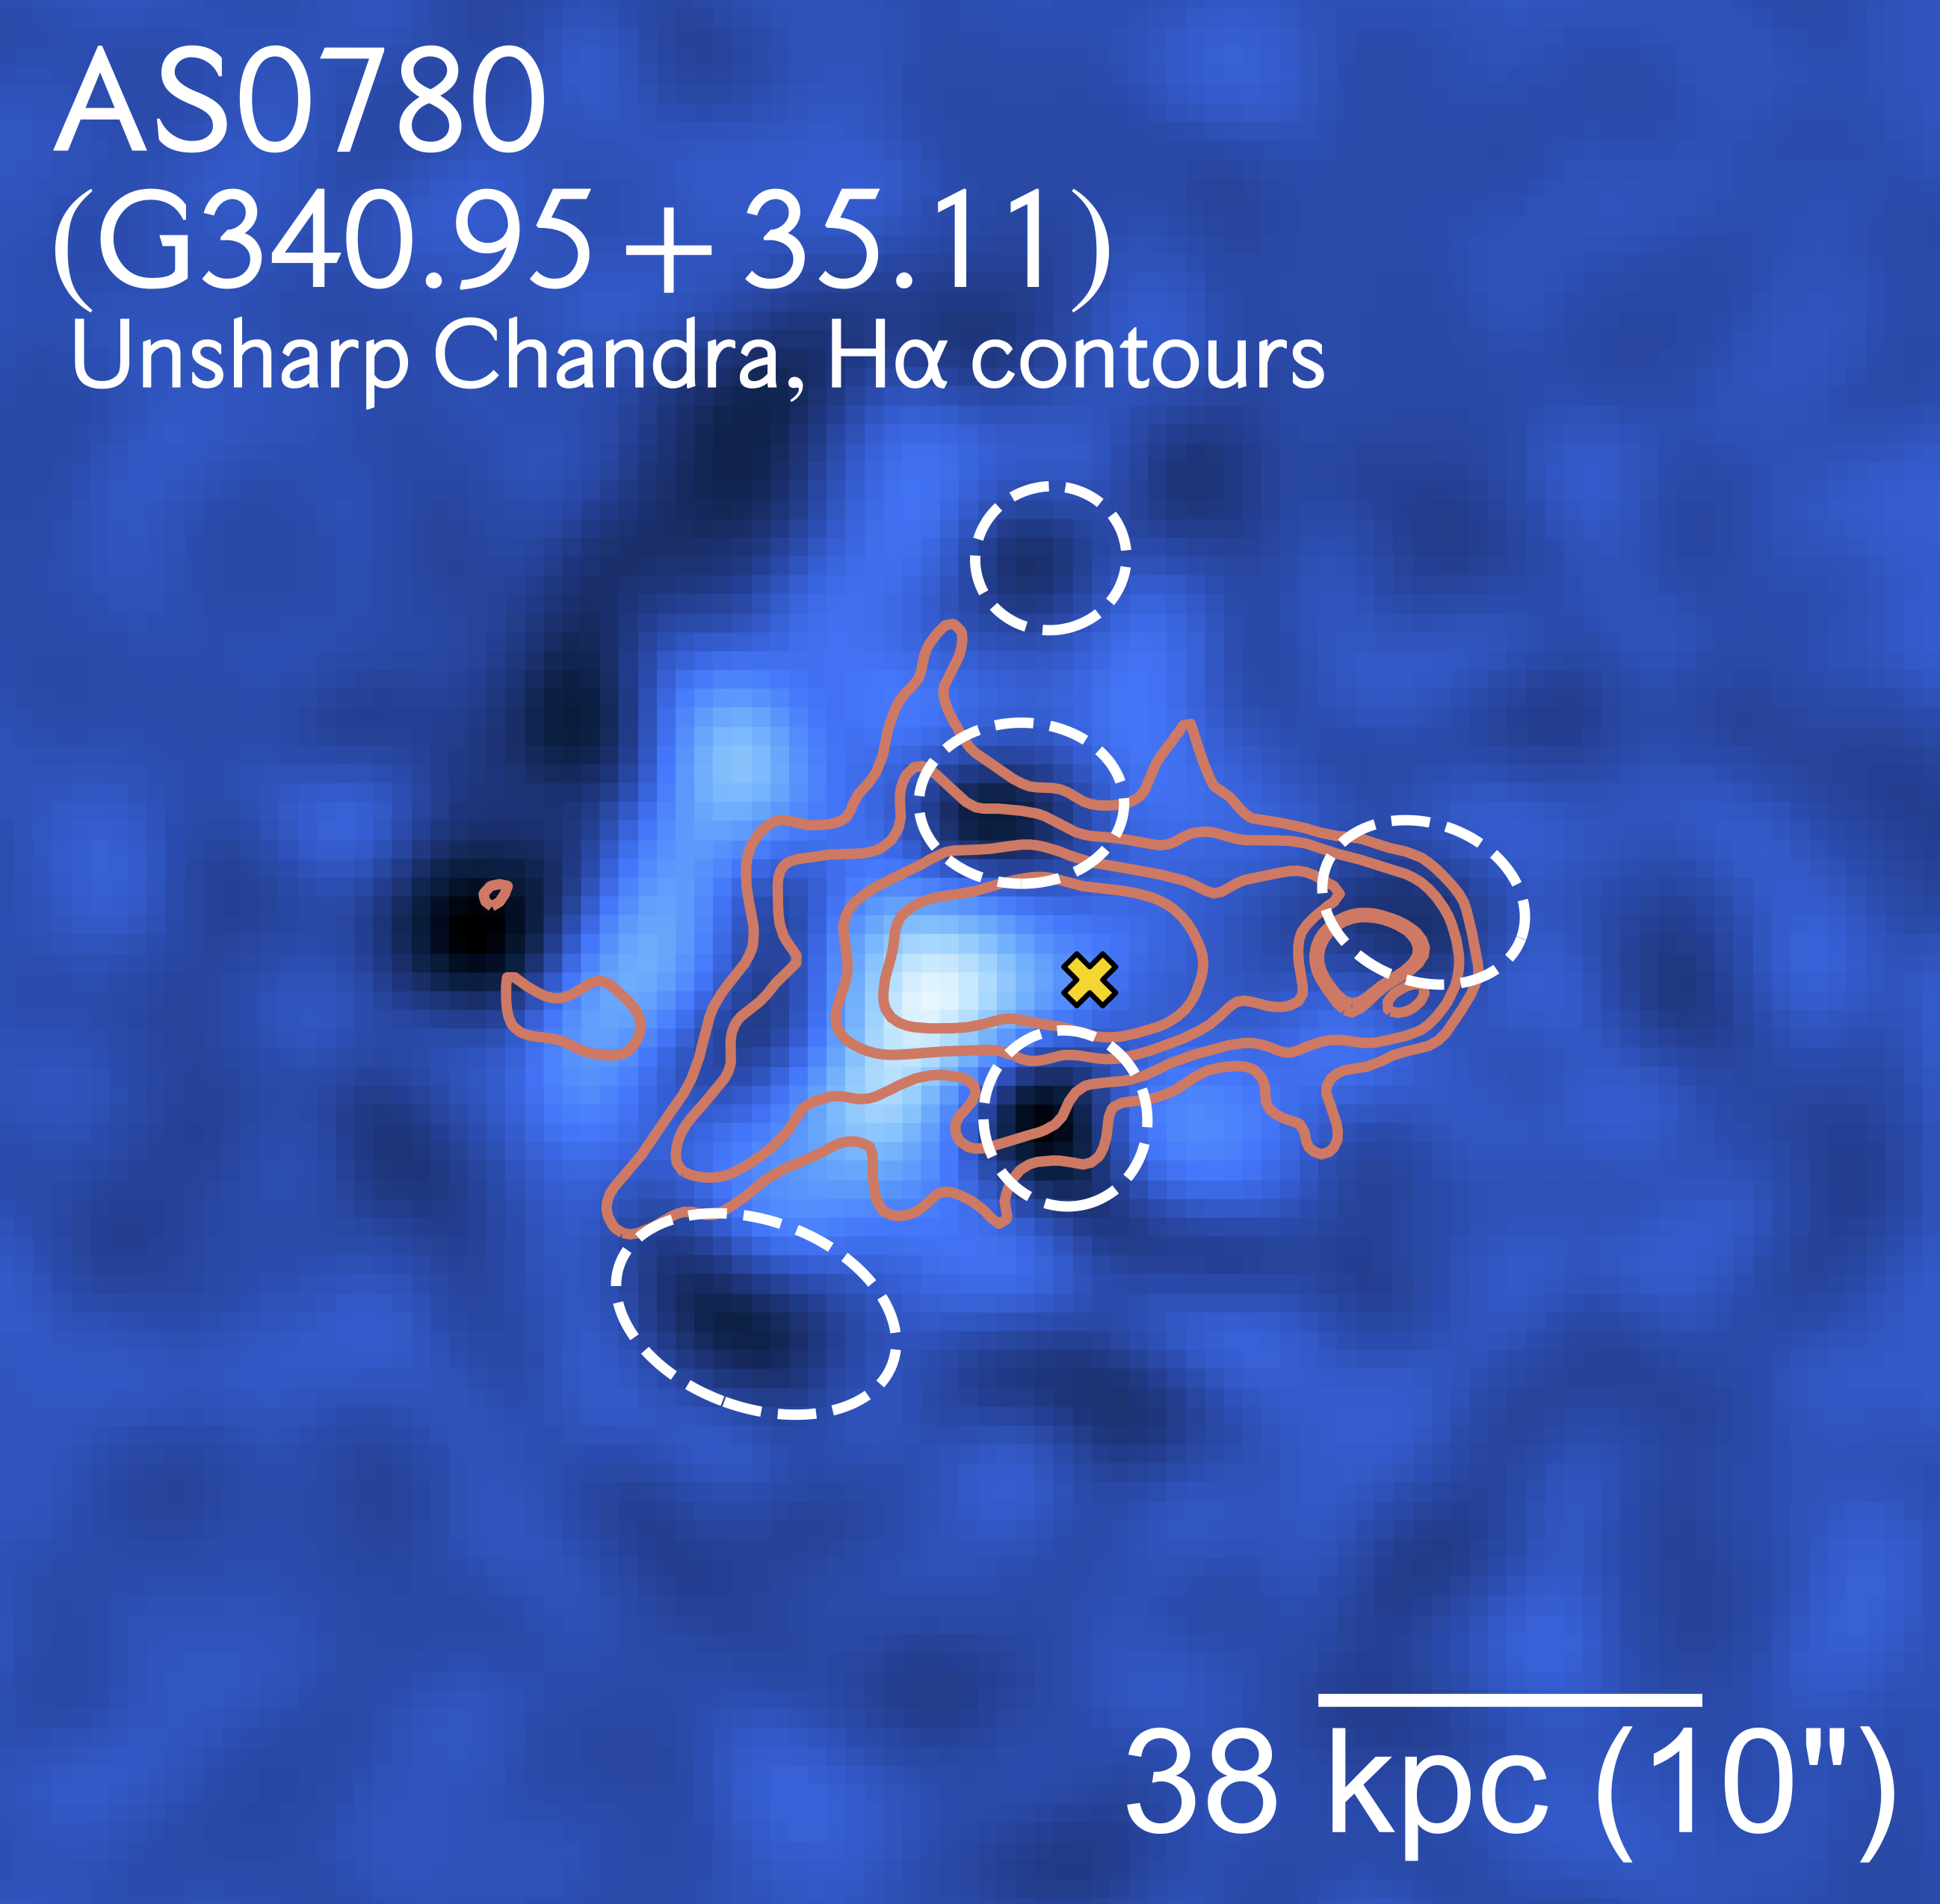 AS0780
(G340.95 + 35.11)
Unsharp Chandra, Hα contours
38 kpc (10")